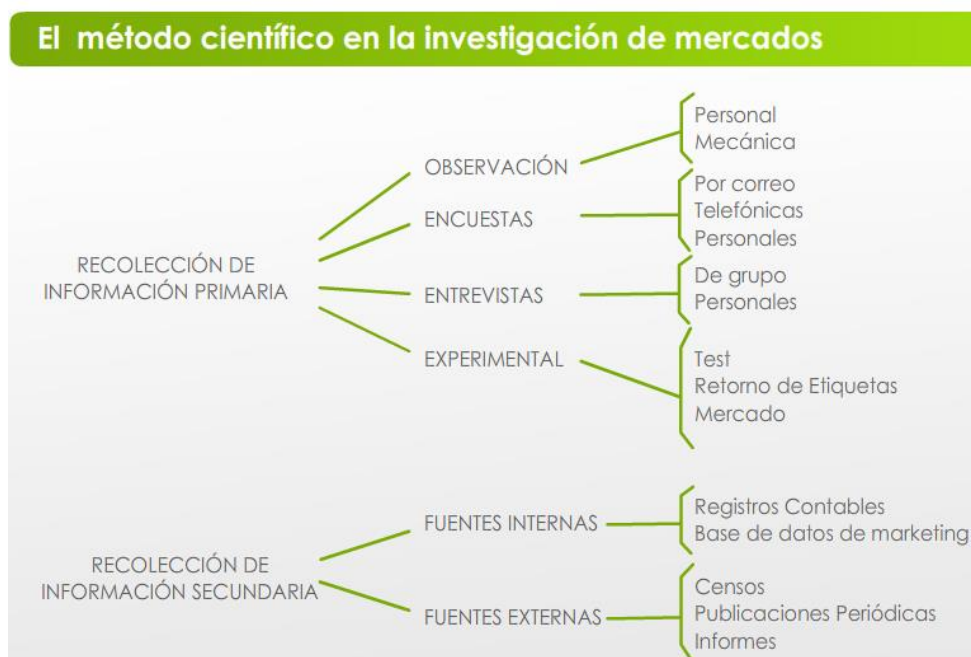 El método científico en la investigación de mercados
RECOLECCIÓN DE
INFORMACIÓN PRIMARIA
OBSERVACIÓN
Personal
Mecánica
ENCUESTAS
Por correo
Telefónicas
Personales
ENTREVISTAS
De grupo
Personales
EXPERIMENTAL
Test
Retorno de Etiquetas
Mercado
RECOLECCIÓN DE
INFORMACIÓN SECUNDARIA
FUENTES INTERNAS
Registros Contables
Base de datos de marketing
FUENTES EXTERNAS
Censos
Publicaciones Periódicas
Informes